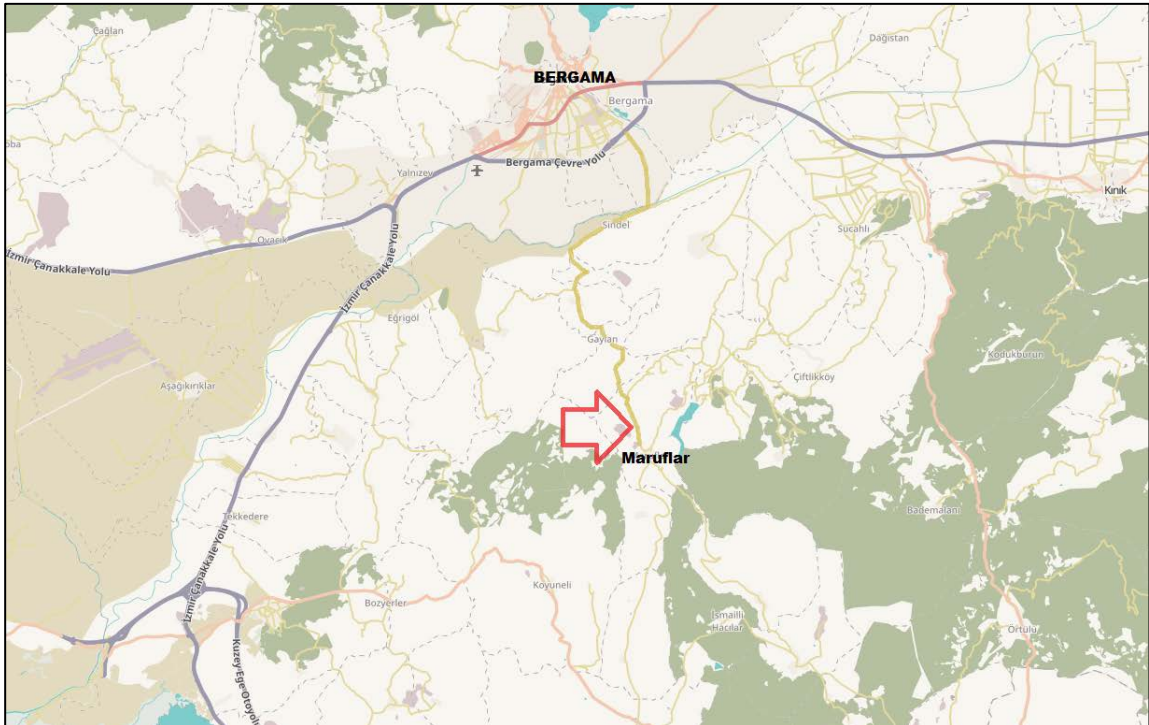 Çağlan
Dağıstan
BERGAMA
Bergama
oba
Bergama Çevre Yolu
Yalnızev
Kınık
Sindel
Sucahlı
Ovacık
İzmir Çanakkale Yolu
İzmir Çanakkale Yolu
Eğrigöl
Gaylan
Kodukburun
Aşağıkırıklar
Çiftlikköy
Maruflar
Tekkedere
Bademalanı
İzmir Çanakkale Yolu
Koyuneli
Bozyerler
İsmailli
Hacılar
Örtülü
Kuzey Ege Otoyolu